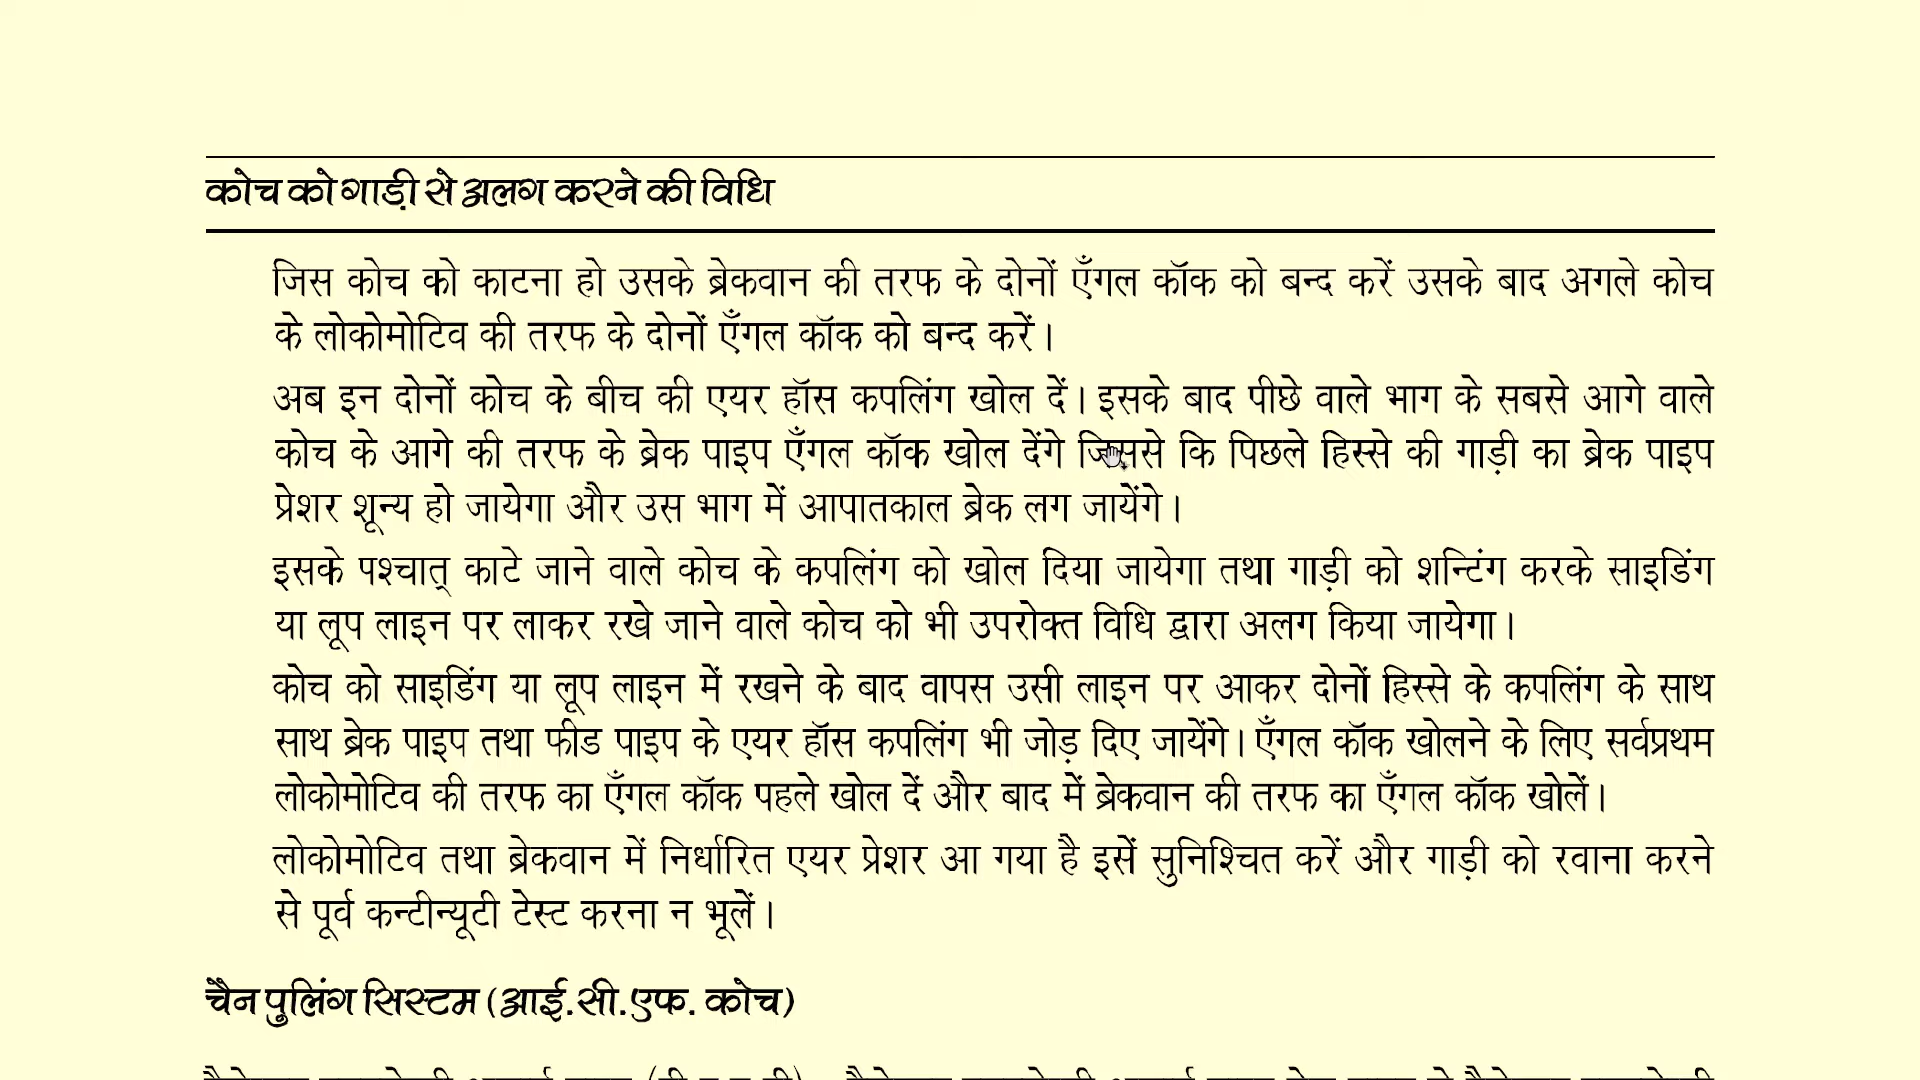 कोच को गाड़ी से अलग करने की विधि
जिस कोच को काटना हो उसके ब्रेकवान की तरफ के दोनों एँगल कॉक को बन्द करें उसके बाद अगले कोच
के लोकोमोटिव की तरफ के दोनों एँगल कॉक को बन्द करें।
अब इन दोनों कोच के बीच की एयर हॉस कपलिंग खोल दें। इसके बाद पीछे वाले भाग के सबसे आगे वाले
कोच के आगे की तरफ के ब्रेक पाइप एँगल कॉक खोल देंगे जिससे कि पिछले हिस्से की गाड़ी का ब्रेक पाइप
प्रेशर शून्य हो जायेगा और उस भाग में आपातकाल ब्रेक लग जायेंगे।
इसके पश्चात् काटे जाने वाले कोच के कपलिंग को खोल दिया जायेगा तथा गाड़ी को शन्टिंग करके साइडिंग
या लूप लाइन पर लाकर रखे जाने वाले कोच को भी उपरोक्त विधि द्वारा अलग किया जायेगा।
कोच को साइडिंग या लूप लाइन में रखने के बाद वापस उसी लाइन पर आकर दोनों हिस्से के कपलिंग के साथ
साथ ब्रेक पाइप तथा फीड पाइप के एयर हॉस कपलिंग भी जोड़ दिए जायेंगे। एँगल कॉक खोलने के लिए सर्वप्रथम
लोकोमोटिव की तरफ का एँगल कॉक पहले खोल दें और बाद में ब्रेकवान की तरफ का एँगल कॉक खोलें।
लोकोमोटिव तथा ब्रेकवान में निर्धारित एयर प्रेशर आ गया है इसें सुनिश्चित करें और गाड़ी को रवाना करने
से पूर्व कन्टीन्यूटी टेस्ट करना न भूलें।
चैन पुलिंग सिस्टम (आई.सी.एफ. कोच)